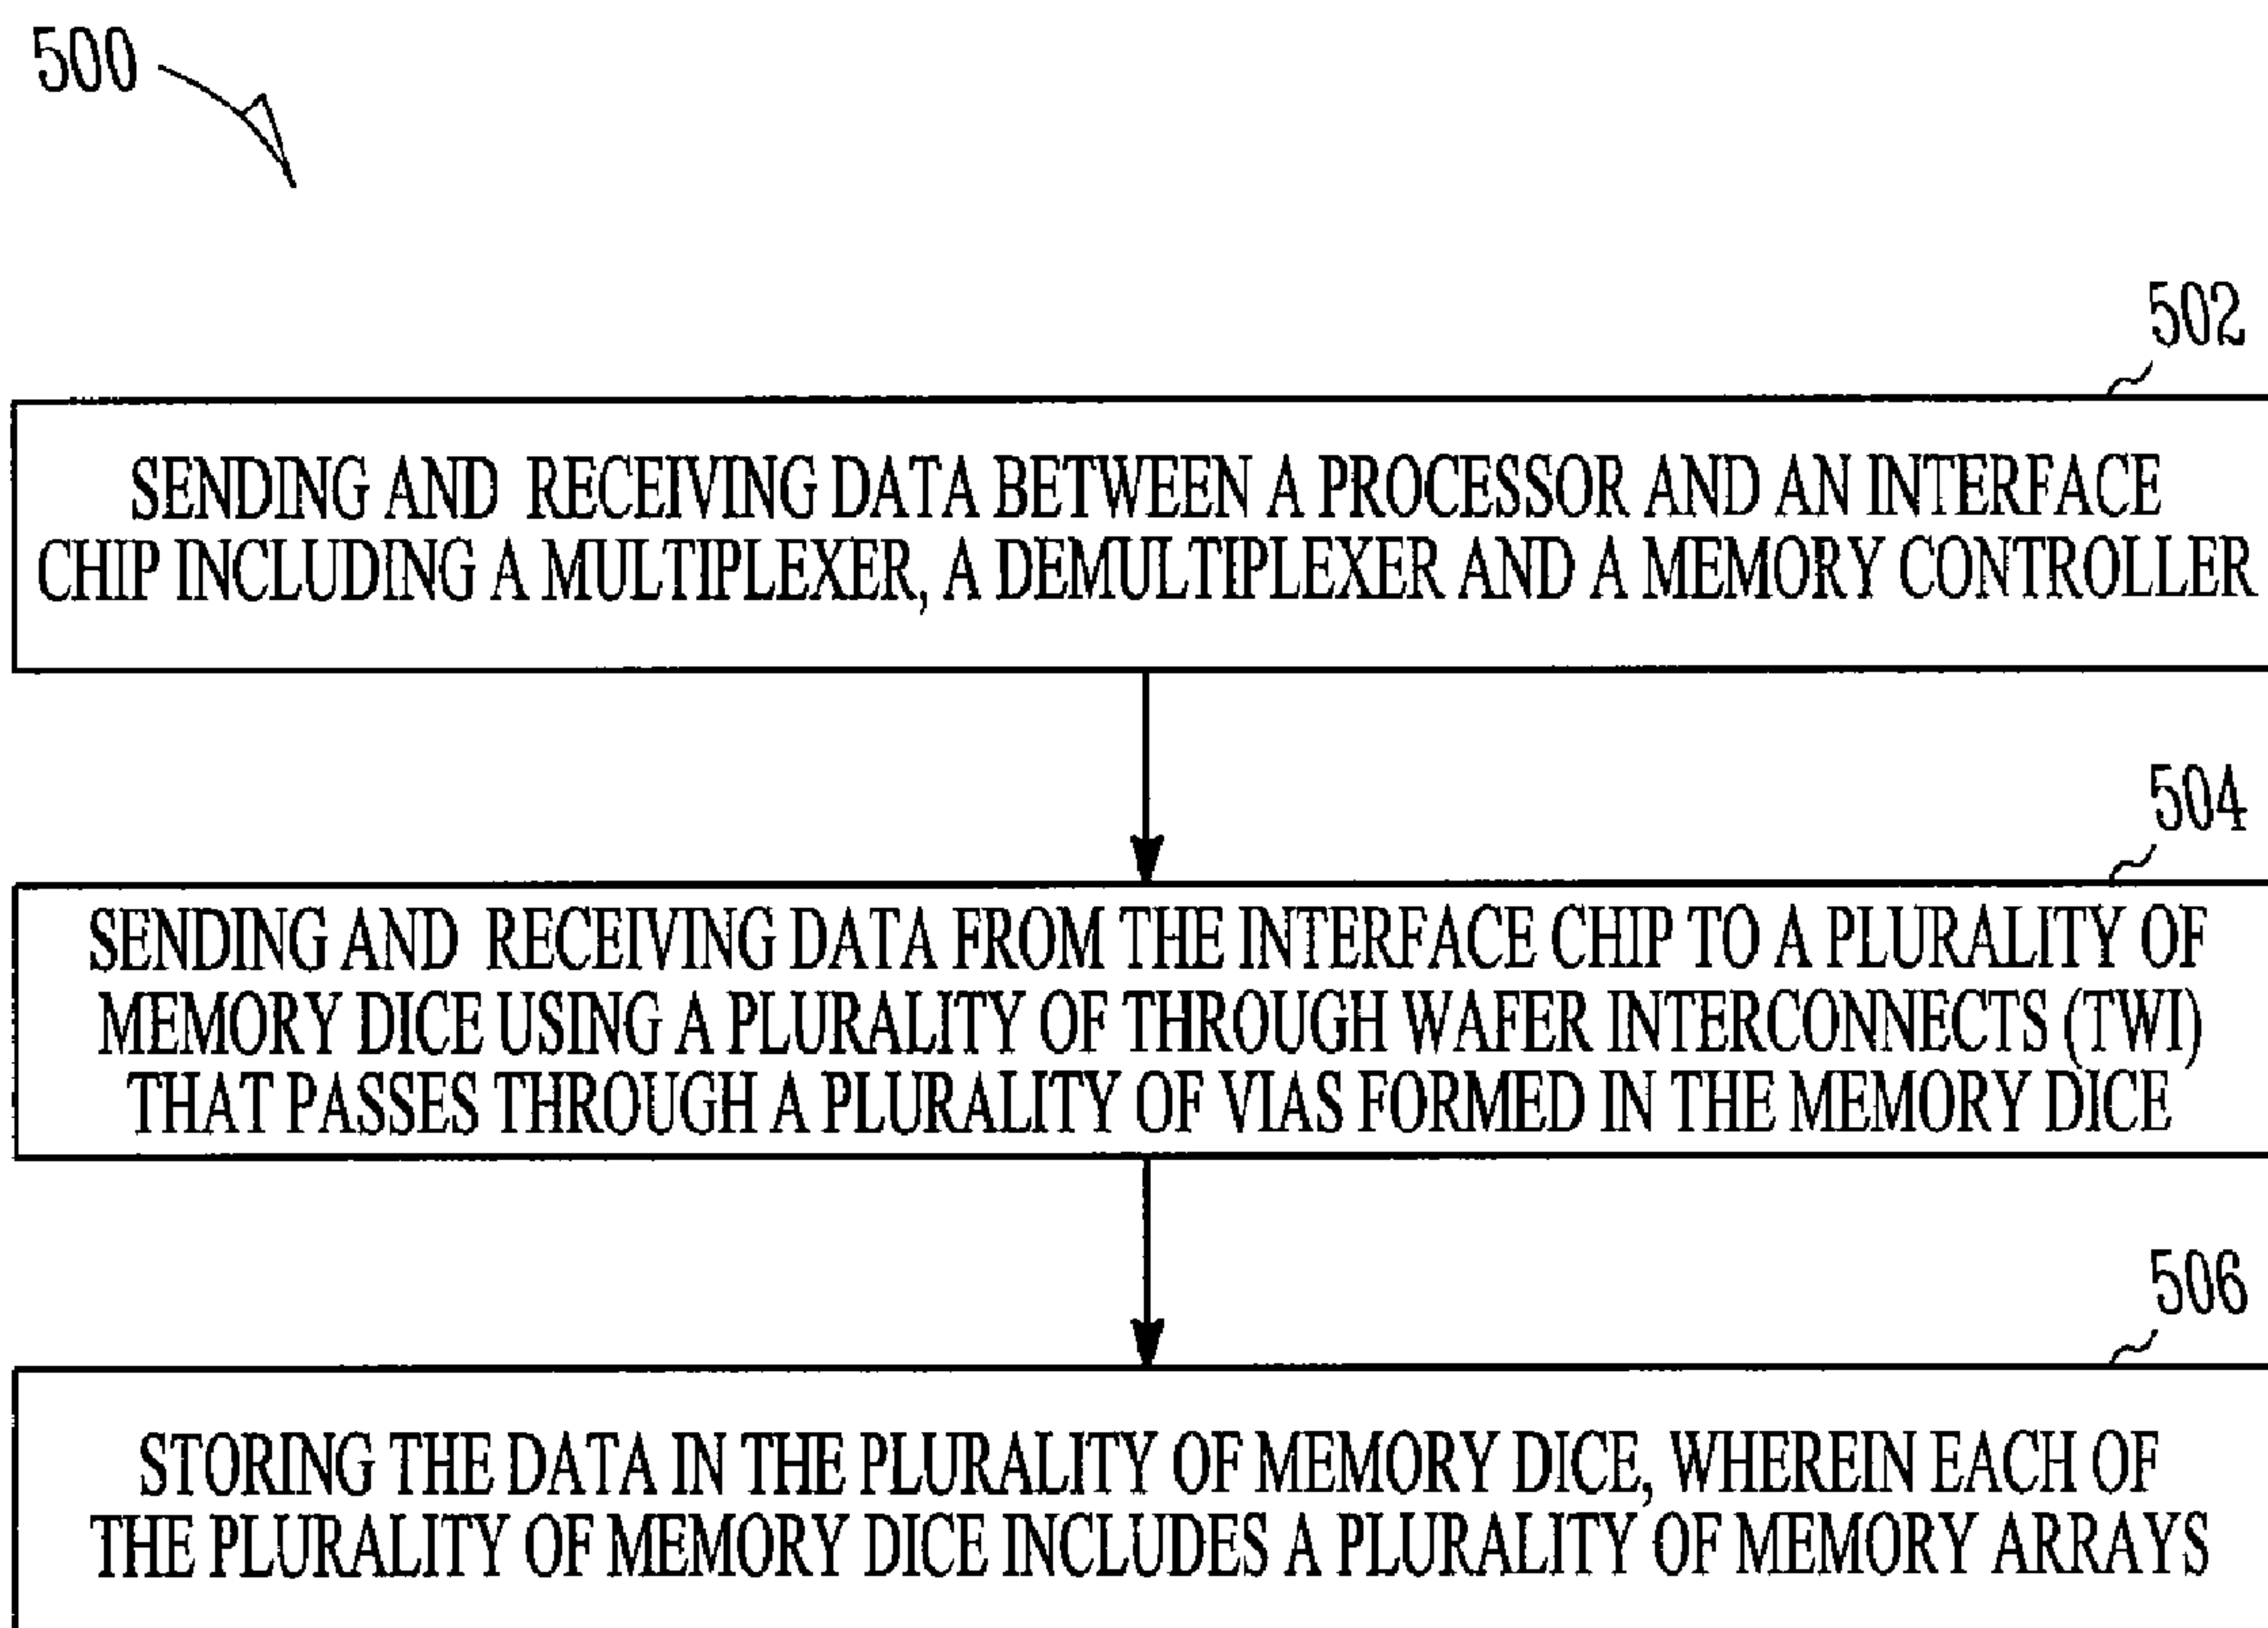 500
502
SENDING AND RECEIVING DATA BETWEEN A PROCESSOR AND AN INTERFACE
CHIP INCLUDING A MULTIPLEXER, A DEMULTIPLEXER AND A MEMORY CONTROLLER
504
SENDING AND RECEIVING DATA FROM THE INTERFACE CHIP TO A PLURALITY OF
MEMORY DICE USING A PLURALITY OF THROUGH WAFER INTERCONNECTS (TWI)
THAT PASSES THROUGH A PLURALITY OF VIAS FORMED IN THE MEMORY DICE
506
STORING THE DATA IN THE PLURALITY OF MEMORY DICE, WHEREIN EACH OF
THE PLURALITY OF MEMORY DICE INCLUDES A PLURALITY OF MEMORY ARRAYS